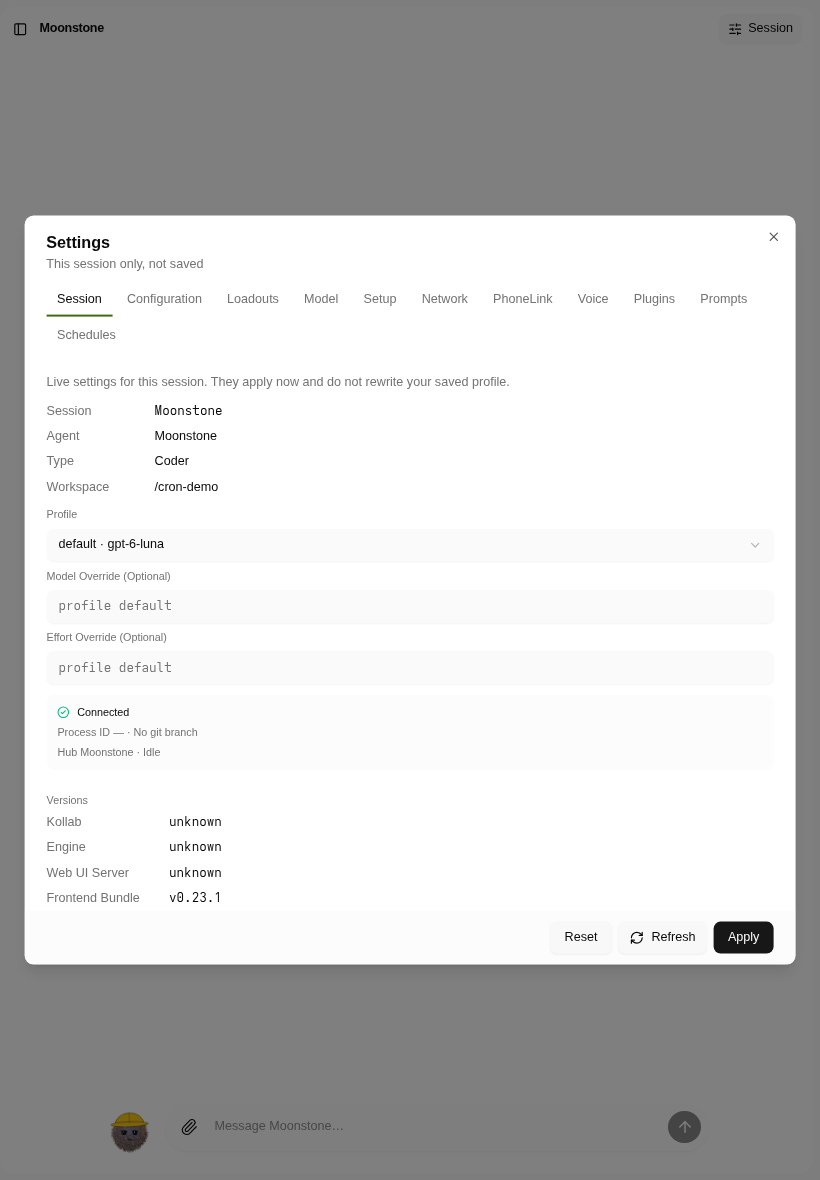 Moonstone
Session
Settings
This session only, not saved
Session Configuration Loadouts Model Setup Network PhoneLink Voice Plugins Prompts
Schedules
Live settings for this session. They apply now and do not rewrite your saved profile.
Session Moonstone
Agent Moonstone
Type Coder
Workspace /cron-demo
Profile
default · gpt-6-luna
Model Override (Optional)
profile default
Effort Override (Optional)
profile default
Connected
Process ID — · No git branch
Hub Moonstone · Idle
Versions
Kollab unknown
Engine unknown
Web UI Server unknown
Frontend Bundle v0.23.1
Reset Refresh Apply
Message Moonstone…